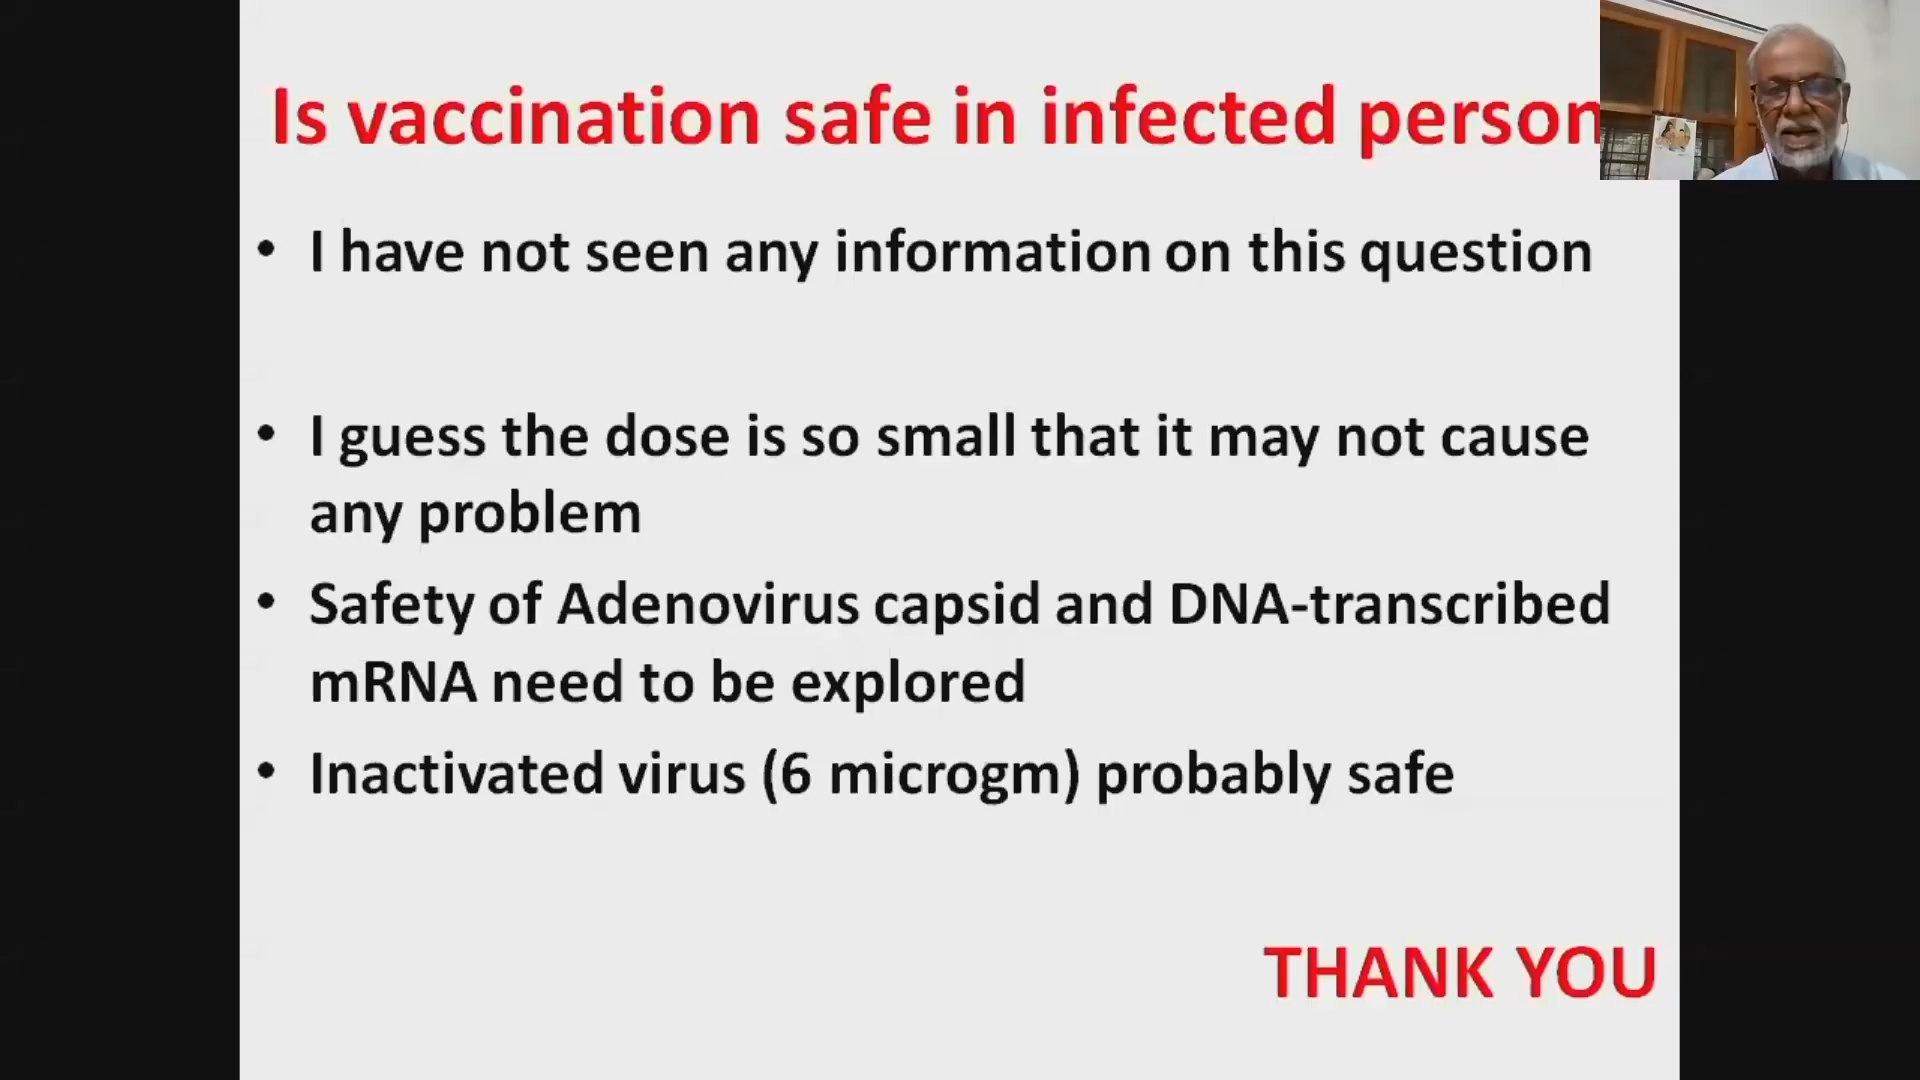 Is vaccination safe in infected person
• I have not seen any information on this question
• I guess the dose is so small that it may not cause
any problem
• Safety of Adenovirus capsid and DNA-transcribed
mRNA need to be explored
• Inactivated virus (6 microgm) probably safe
THANK YOU